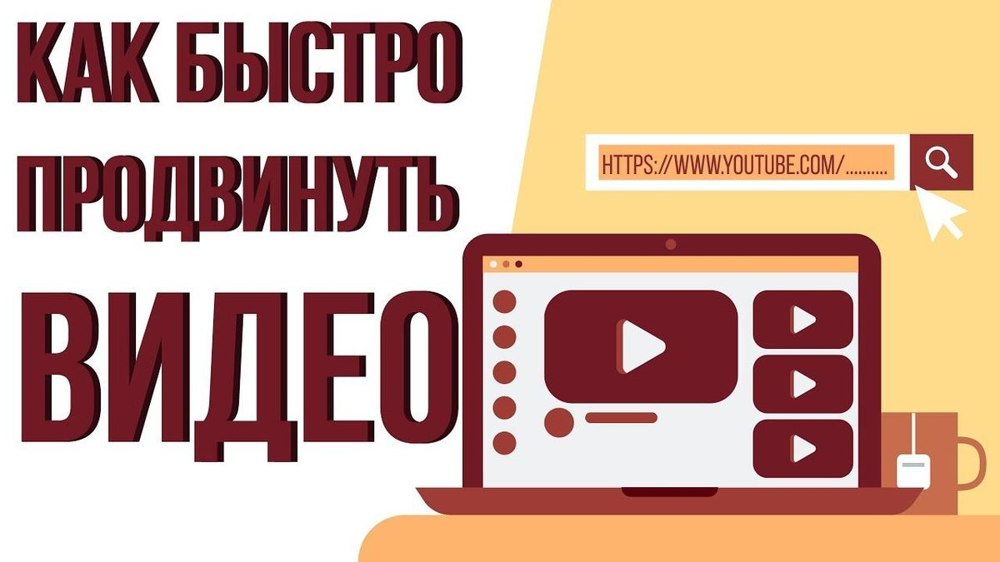 КАК БЫСТРО
ПРОДВИНУТЬ
ВИДЕО
HTTPS://WWW.YOUTUBE.COM/..........